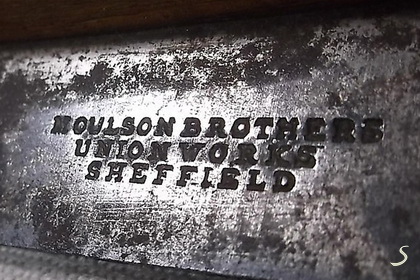 MOULSON BROTHERS
UNION WORKS
SHEFFIELD
S